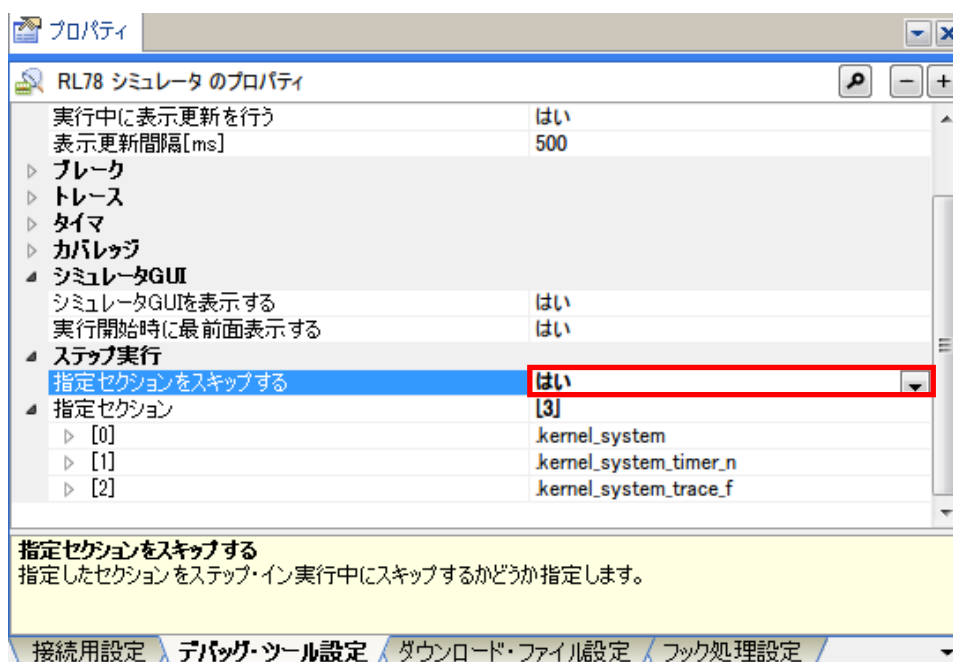 プロパティ
RL78 シミュレータ のプロパティ
実行中に表示更新を行う はい
表示更新間隔[ms] 500
ブレーク
トレース
タイマ
カバレッジ
シミュレータGUI
シミュレータGUIを表示する はい
実行開始時に最前面表示する はい
ステップ実行
指定セクションをスキップする はい
指定セクション [3]
[0] .kernel_system
[1] .kernel_system_timer_n
[2] .kernel_system_trace_f
指定セクションをスキップする
指定したセクションをステップ・イン実行中にスキップするかどうか指定します。
接続用設定 デバッグ・ツール設定 ダウンロード・ファイル設定 フック処理設定